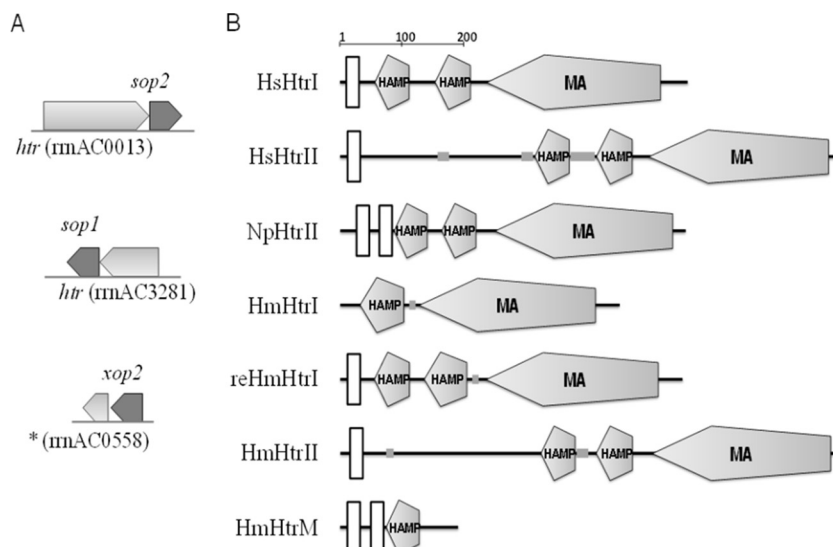 A
sop2
htr (rrnAC0013)
sop1
htr (rrnAC3281)
xop2
* (rrnAC0558)
B
1 100 200
HAMP HAMP MA HsHtrI
HAMP HAMP MA HsHtrII
HAMP HAMP MA NpHtrII
HAMP MA HmHtrI
HAMP HAMP MA reHmHtrI
HAMP HAMP MA HmHtrII
HAMP HmHtrM